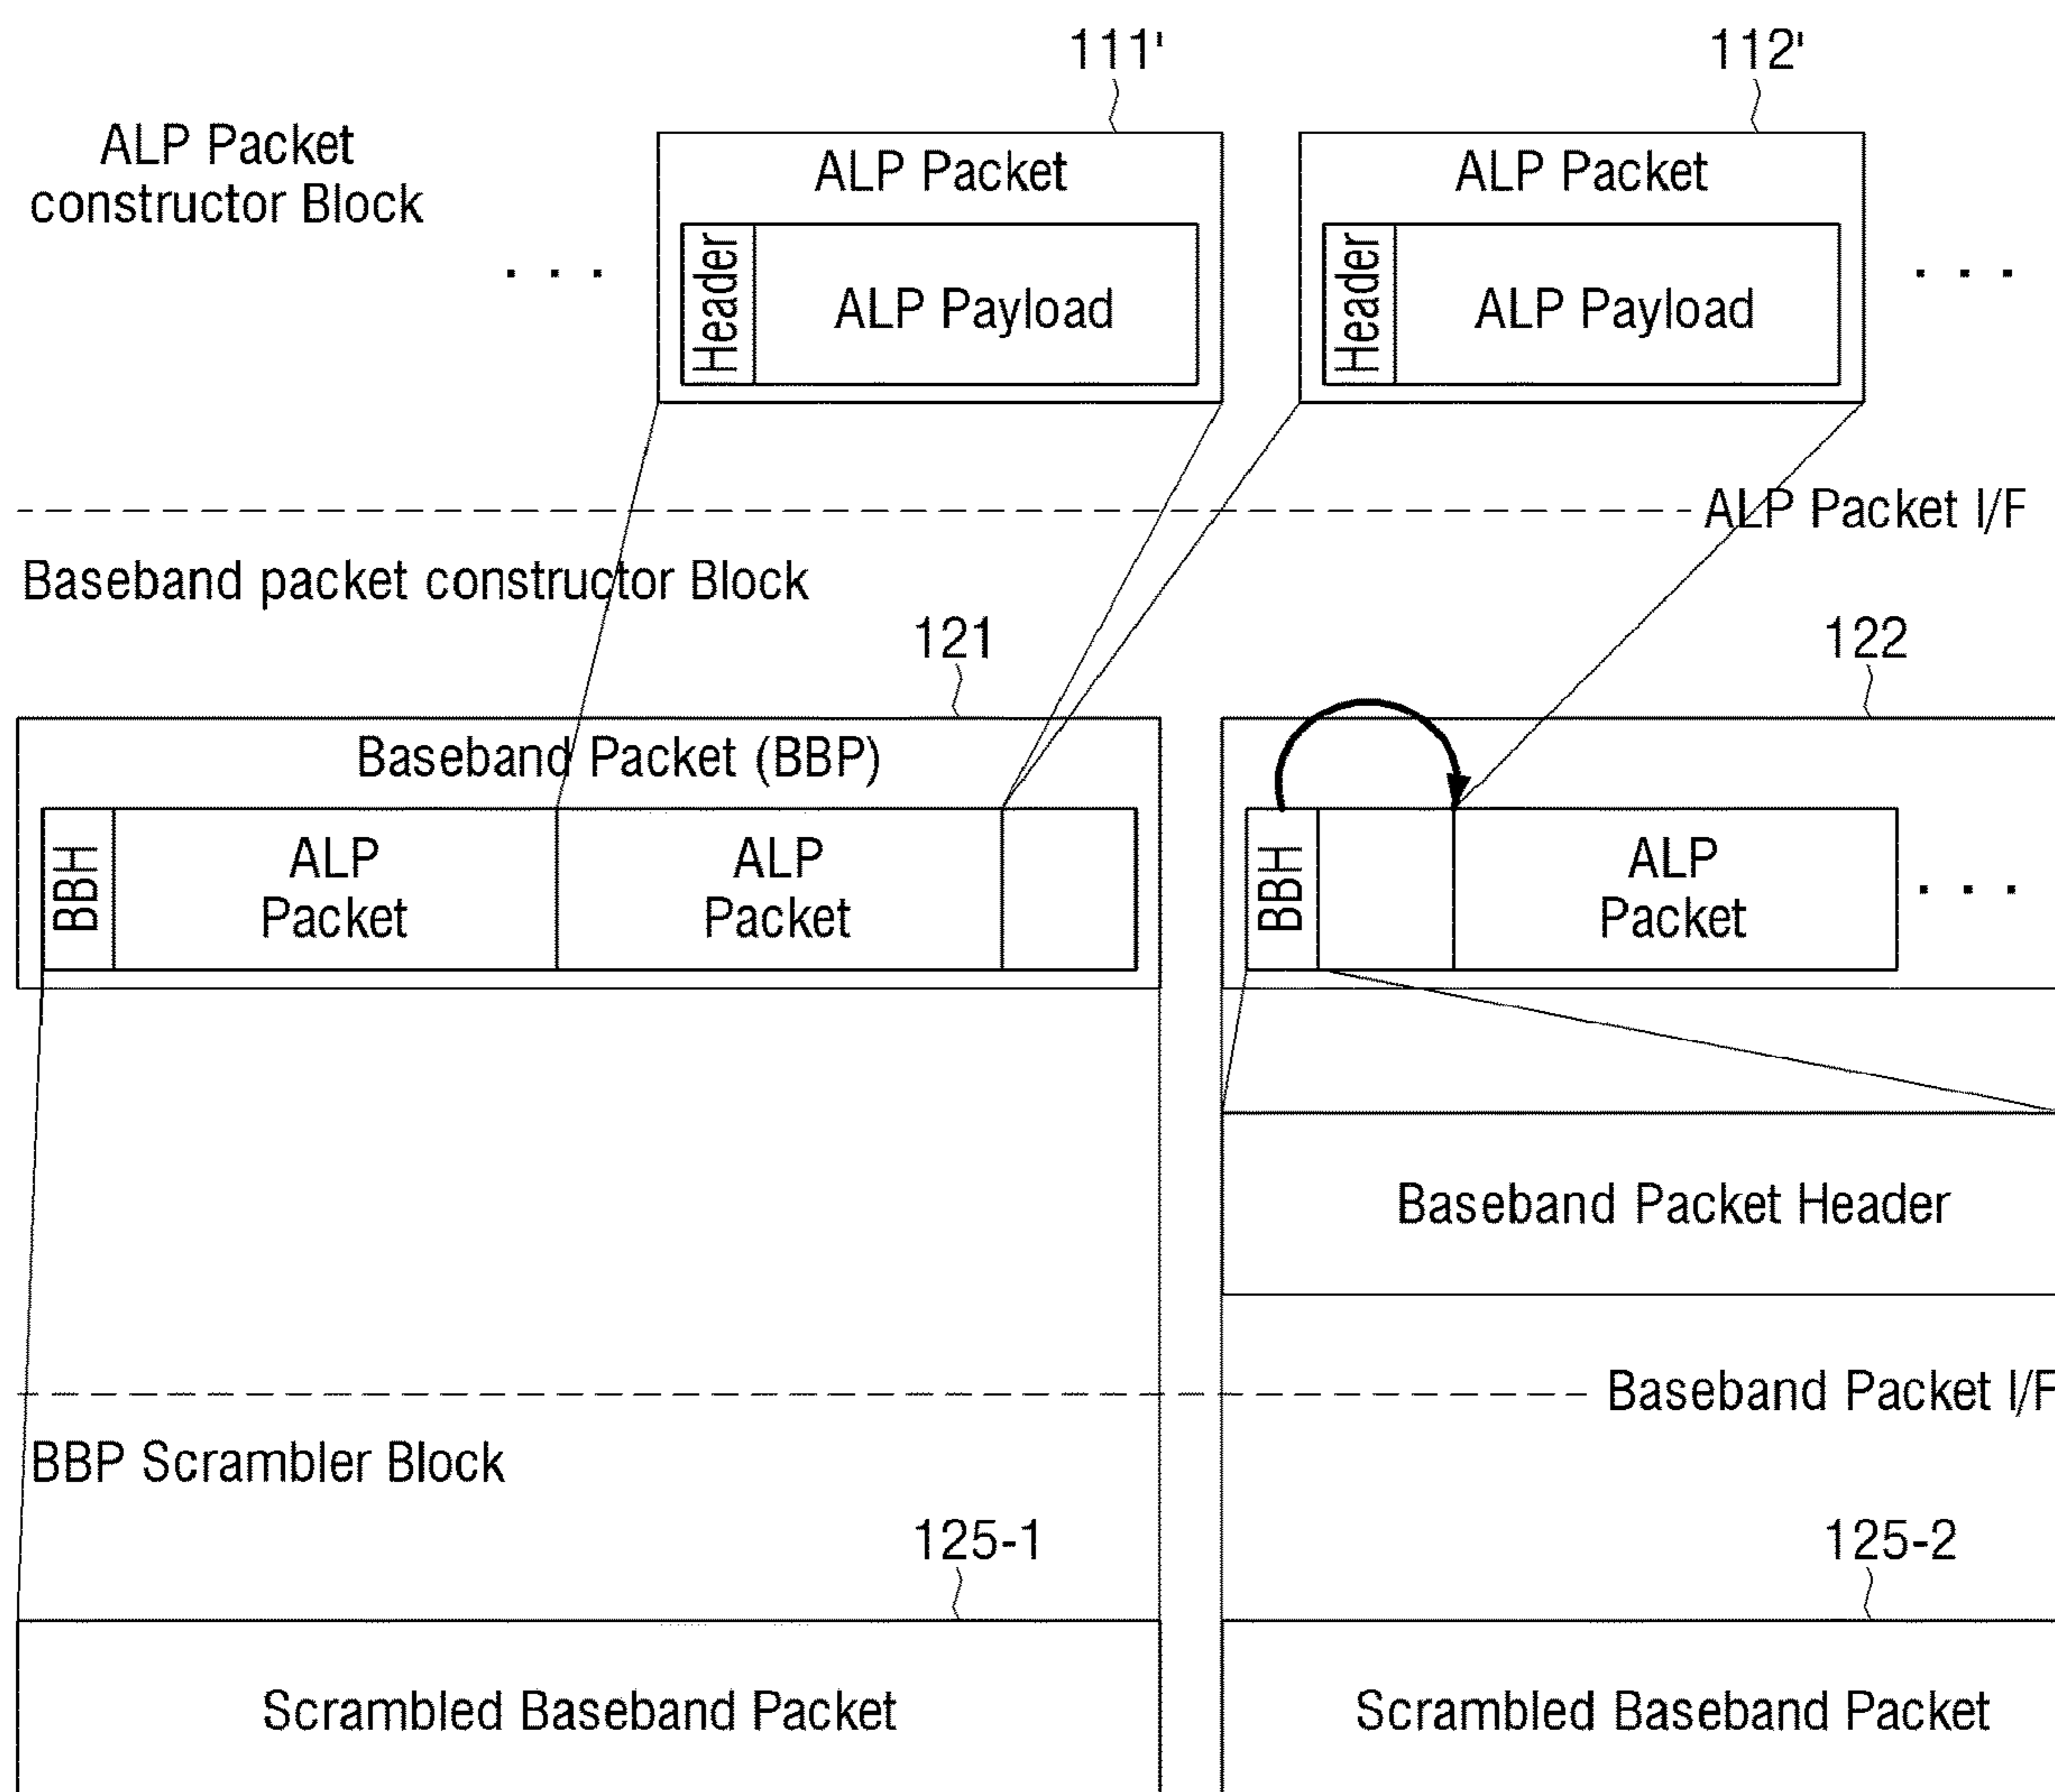 111'
112'
ALP Packet
constructor Block
ALP Packet
ALP Packet
Header
ALP Payload
Header
ALP Payload
. . .
. . .
ALP Packet I/F
Baseband packet constructor Block
121
122
Baseband Packet (BBP)
BBH
ALP
Packet
ALP
Packet
BBH
ALP
Packet
. . .
Baseband Packet Header
Baseband Packet I/F
BBP Scrambler Block
125-1
125-2
Scrambled Baseband Packet
Scrambled Baseband Packet